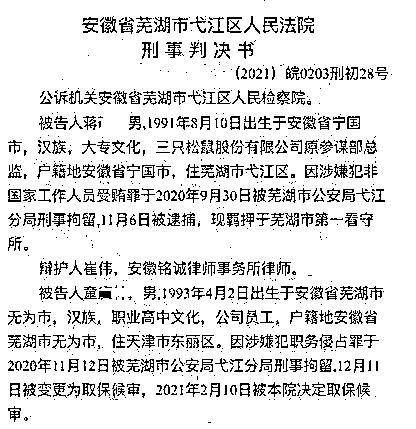 安徽省芜湖市弋江区人民法院
刑事判决书
（2021）皖0203刑初28号
公诉机关安徽省芜湖市弋江区人民检察院。
被告人蒋 男,1991年8月10日出生于安徽省宁国
市，汉族，大专文化，三只松鼠股份有限公司原参谋部总
监，户籍地安徽省宁国市，住芜湖市弋江区。因涉嫌犯非
国家工作人员受贿罪于2020年9月30日被芜湖市公安局弋江
分局刑事拘留,11月6日被逮捕，现羁押于芜湖市第一看守
所。
辩护人崔伟，安徽铭诚律师事务所律师。
被告人童 男,1993年4月2日出生于安徽省芜湖市
无为市，汉族，职业高中文化，公司员工，户籍地安徽省
芜湖市无为市，住天津市东丽区。因涉嫌犯职务侵占罪于
2020年11月12日被芜湖市公安局弋江分局刑事拘留,12月11
日被变更为取保候审，2021年2月10日被本院决定取保候
审。